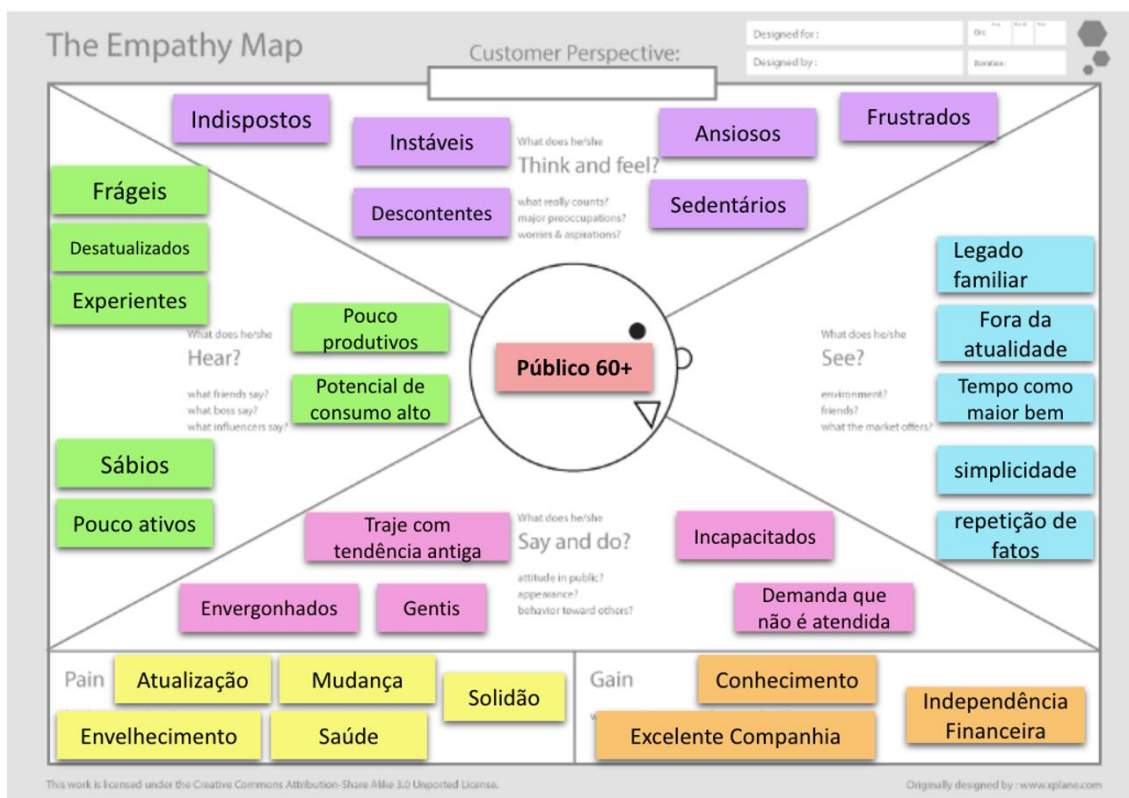 The Empathy Map
Customer Perspective:
Designed for :
Designed by :
On:
Iteration:
Indispostos
Instáveis
Descontentes
What does he/she
Think and feel?
what really counts?
major preoccupations?
worries & aspirations?
Ansiosos
Sedentários
Frustrados
Frágeis
Desatualizados
Experientes
What does he/she
Hear?
what friends say?
what boss say?
what influencers say?
Pouco
produtivos
Potencial de
consumo alto
Sábios
Pouco ativos
Público 60+
What does he/she
See?
environment?
friends?
what the market offers?
Legado
familiar
Fora da
atualidade
Tempo como
maior bem
simplicidade
repetição de
fatos
Traje com
tendência antiga
Envergonhados
Gentis
What does he/she
Say and do?
attitude in public?
appearance?
behavior toward others?
Incapacitados
Demanda que
não é atendida
Pain
Atualização
Mudança
Solidão
Envelhecimento
Saúde
Gain
Conhecimento
Excelente Companhia
Independência
Financeira
This work is licensed under the Creative Commons Attribution-Share Alike 3.0 Unported License.
Originally designed by : www.xplane.com